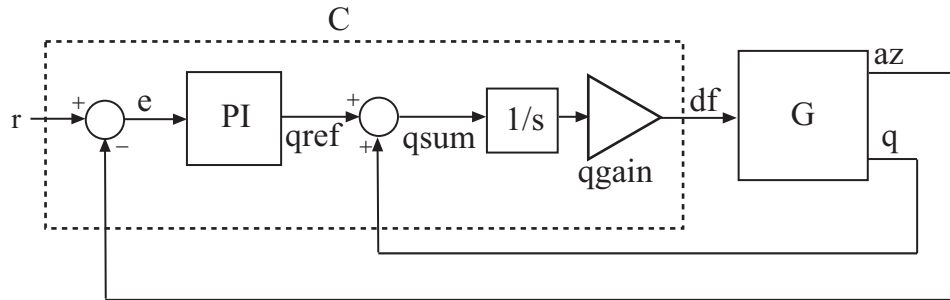 C
r
+
−
e
PI
qref
+
+
qsum
1/s
qgain
df
G
az
q